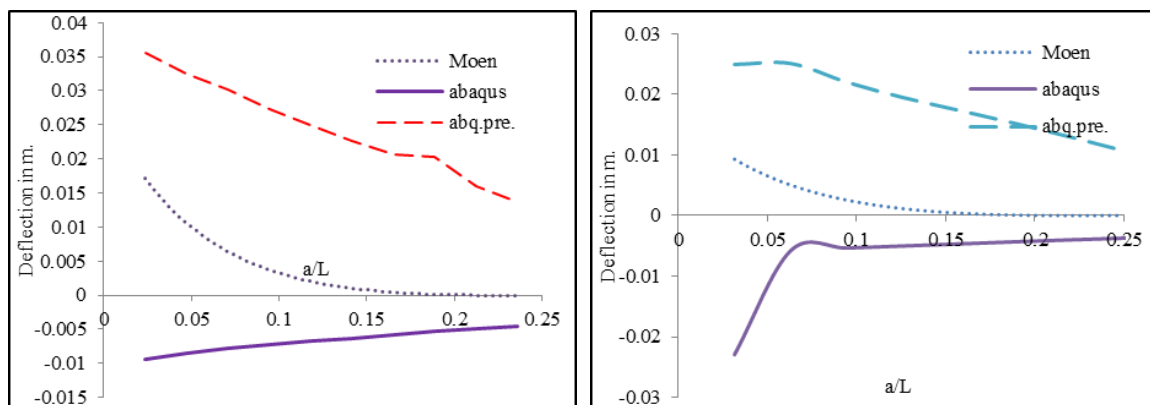 0.04
0.035
0.03
0.025
0.02
0.015
0.01
0.005
0
-0.005
-0.01
-0.015
Deflection in m.
Moen
abaqus
abq.pre.
a/L
0 0.05 0.1 0.15 0.2 0.25
0.03
0.02
0.01
0
-0.01
-0.02
-0.03
Deflection in m.
Moen
abaqus
abq.pre.
0 0.05 0.1 0.15 0.2 0.25
a/L